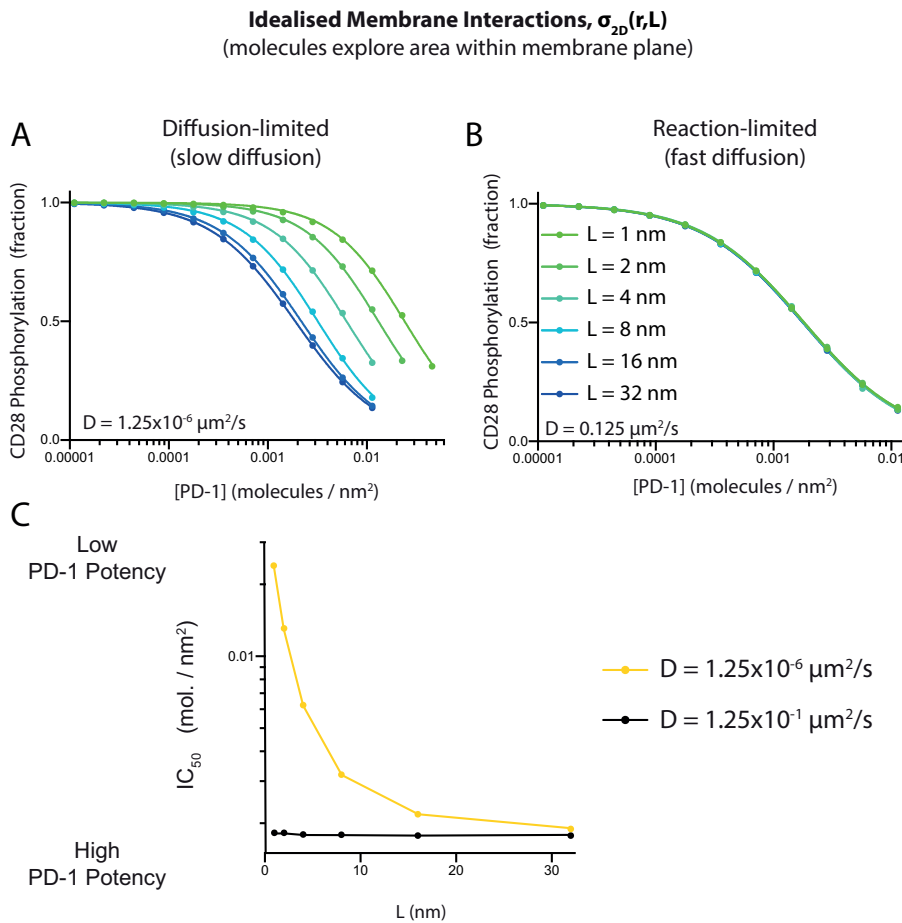 Idealised Membrane Interactions, σ2D(r,L)
(molecules explore area within membrane plane)
A
Diffusion-limited
(slow diffusion)
CD28 Phosphorylation (fraction)
1.0
0.5
0.0
D = 1.25x10-6 μm2/s
0.00001
0.0001
0.001
0.01
[PD-1] (molecules / nm2)
B
Reaction-limited
(fast diffusion)
CD28 Phosphorylation (fraction)
1.0
0.5
0.0
L = 1 nm
L = 2 nm
L = 4 nm
L = 8 nm
L = 16 nm
L = 32 nm
D = 0.125 μm2/s
0.00001
0.0001
0.001
0.01
[PD-1] (molecules / nm2)
C
Low
PD-1 Potency
High
PD-1 Potency
IC50 (mol. / nm2)
0.01
0
10
20
30
L (nm)
D = 1.25x10-6 μm2/s
D = 1.25x10-1 μm2/s